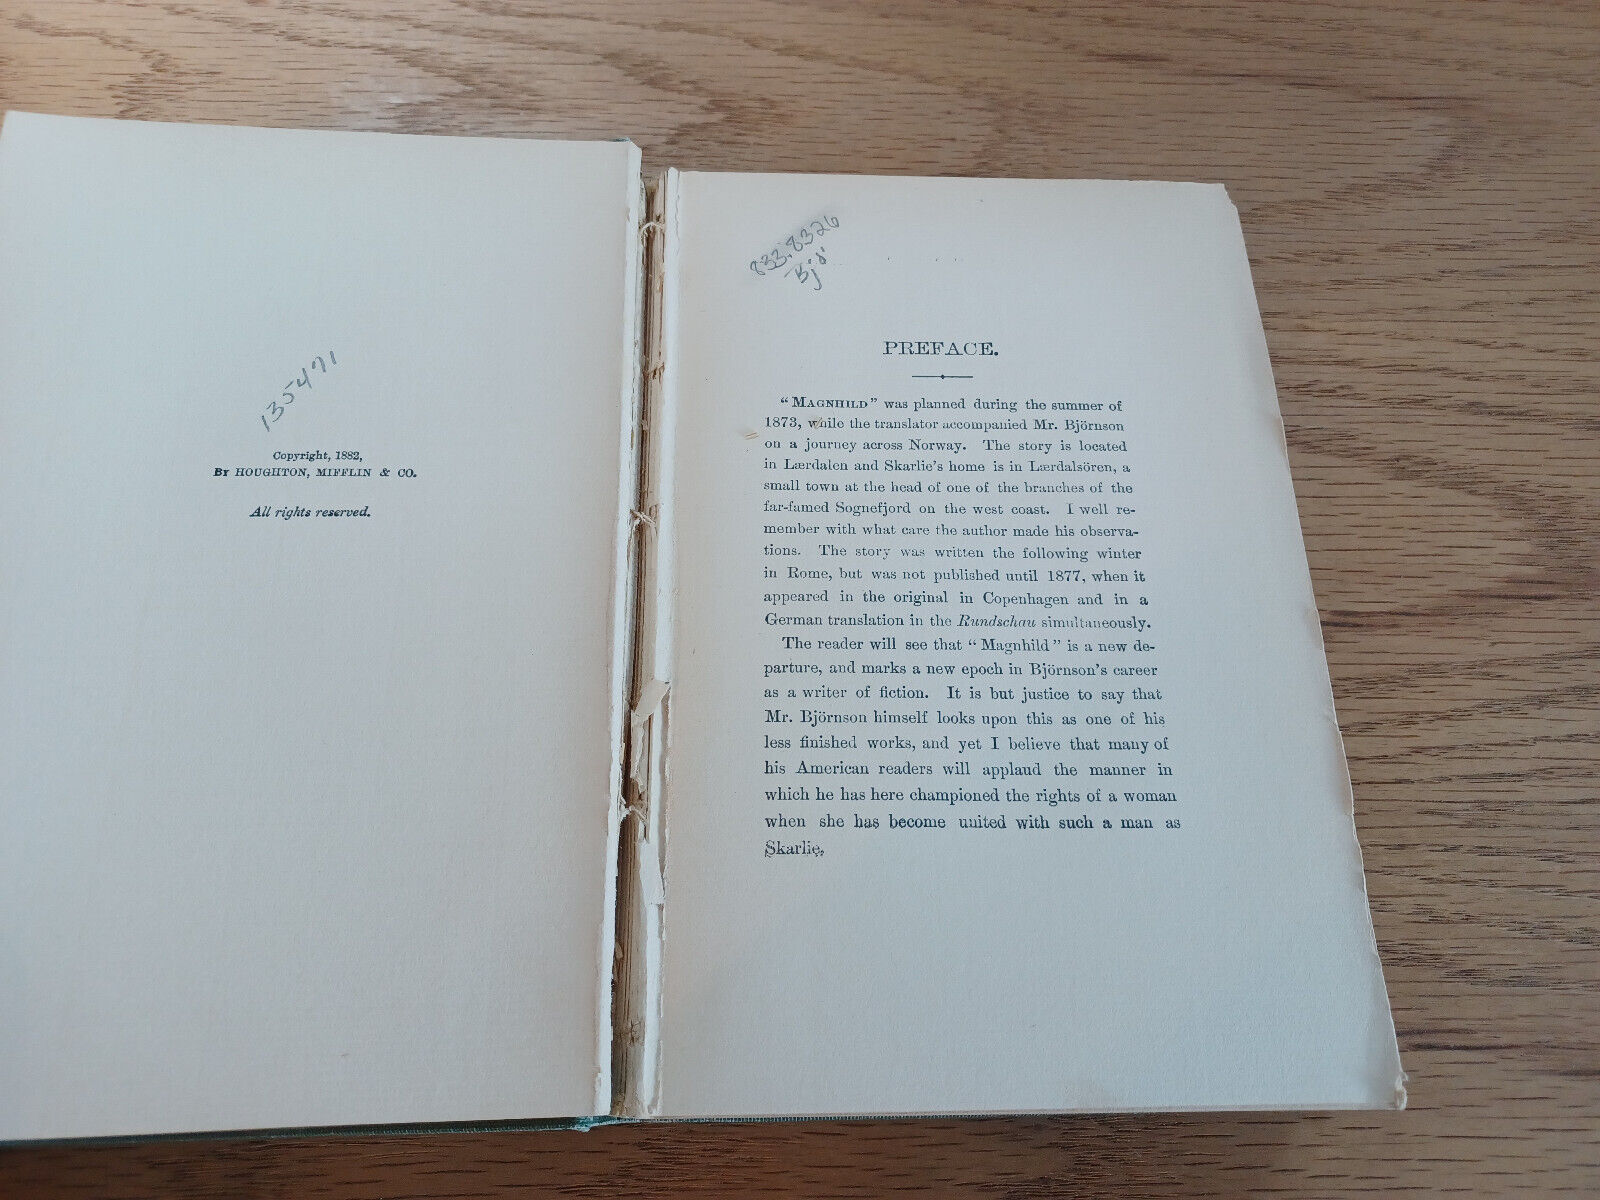 135471
Copyright, 1882,
By HOUGHTON, MIFFLIN & CO.
All rights reserved.
833.8326
Bjö
PREFACE.
"Magnhild" was planned during the summer of
1873, while the translator accompanied Mr. Björnson
on a journey across Norway. The story is located
in Lærdalen and Skarlie's home is in Lærdalsören, a
small town at the head of one of the branches of the
far-famed Sognefjord on the west coast. I well re-
member with what care the author made his observa-
tions. The story was written the following winter
in Rome, but was not published until 1877, when it
appeared in the original in Copenhagen and in a
German translation in the Rundschau simultaneously.
The reader will see that "Magnhild" is a new de-
parture, and marks a new epoch in Björnson's career
as a writer of fiction. It is but justice to say that
Mr. Björnson himself looks upon this as one of his
less finished works, and yet I believe that many of
his American readers will applaud the manner in
which he has here championed the rights of a woman
when she has become united with such a man as
Skarlie.